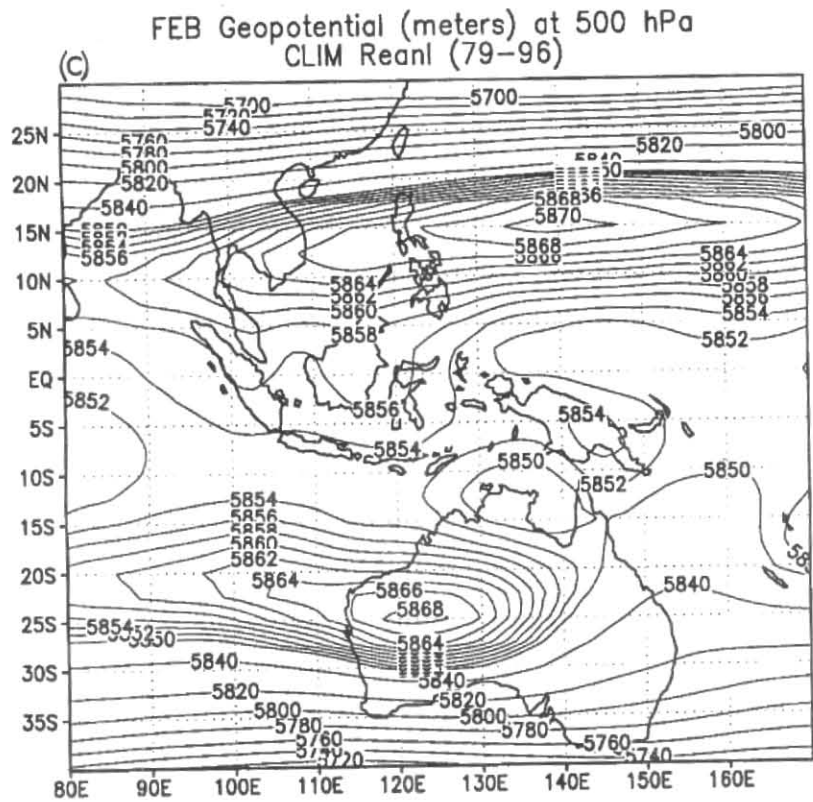 FEB Geopotential (meters) at 500 hPa
CLIM Reanl (79-96)
(C)
5700 5700
25N 5740
5760 5800
5780 5820
5800 5840
20N 5820
5840 5868
5870
15N
5856 5868 5864
10N 5864
5862 5858
5860 5856
5N 5858 5854
5852
5854
EQ
5852 5856 5854
5S 5854
5850 5850
10S 5852
5854
15S 5856
5858
5860
5862
20S 5864 5866 5840
5868
25S
5854 5864
30S 5840 5840
5820 5820
35S 5800 5800
5780 5780
5760 5760
5740 5740
5720
80E 90E 100E 110E 120E 130E 140E 150E 160E